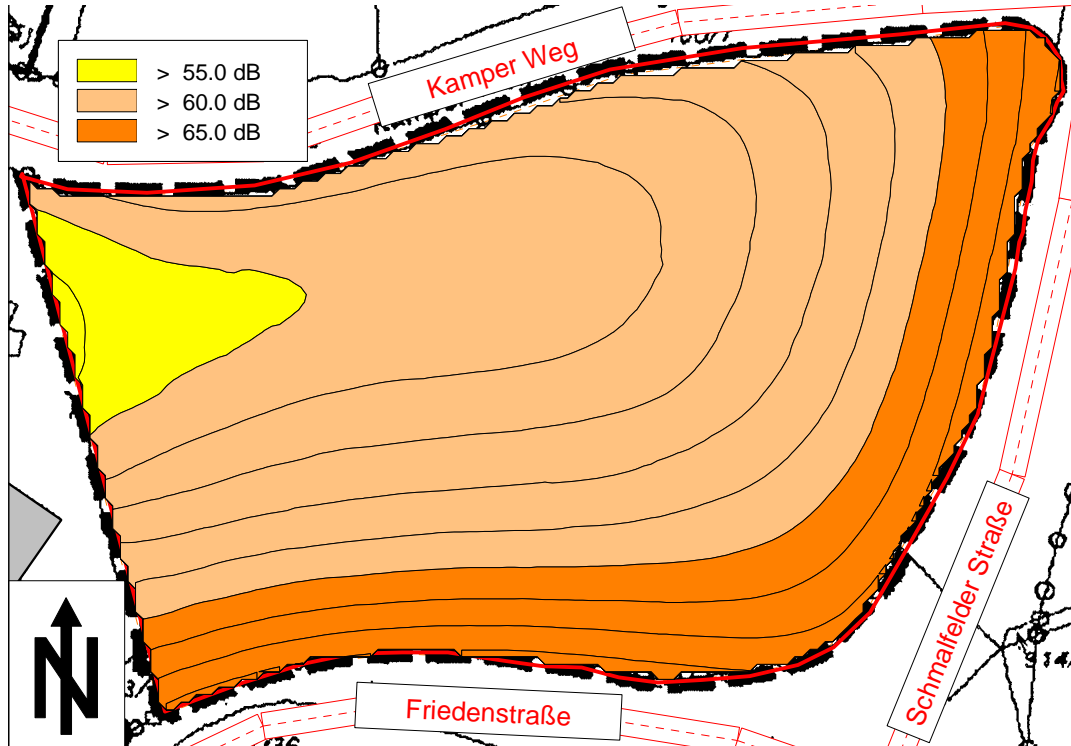 > 55.0 dB
> 60.0 dB
> 65.0 dB
Kamper Weg
Schmalfelder Straße
Friedenstraße
N